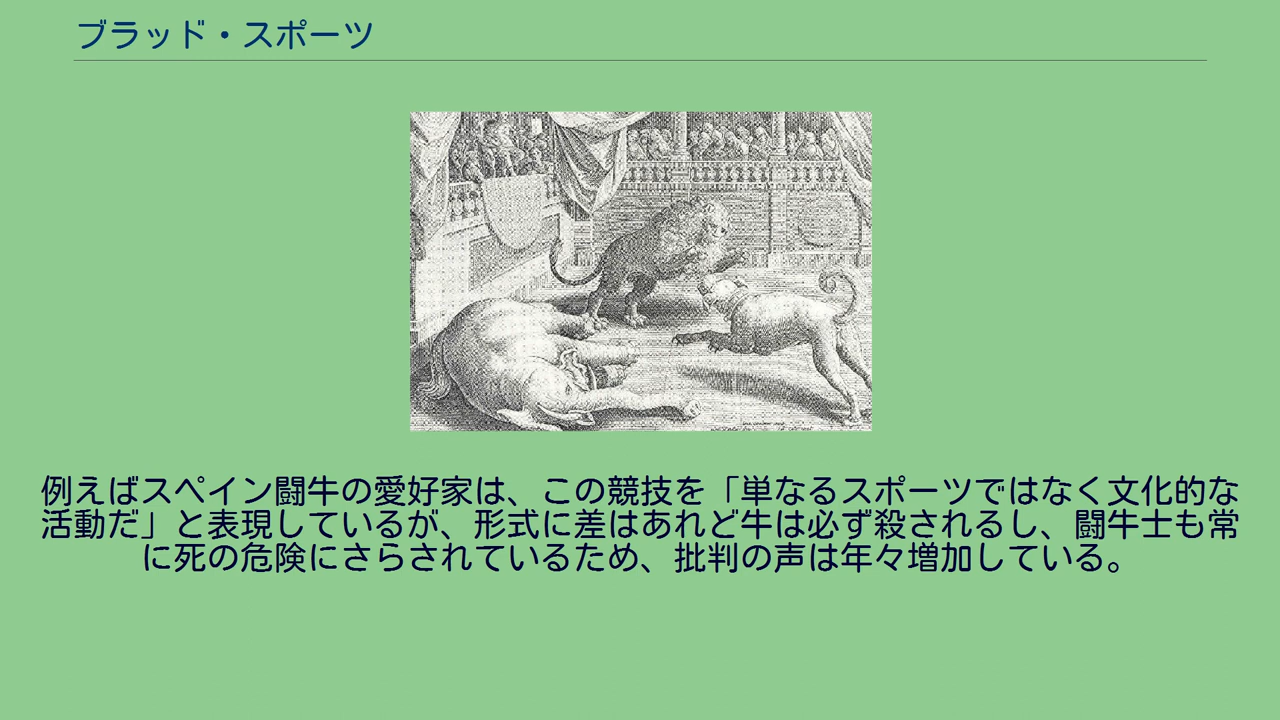 ブラッド・スポーツ
例えばスペイン闘牛の愛好家は、この競技を「単なるスポーツではなく文化的な
活動だ」と表現しているが、形式に差はあれど牛は必ず殺されるし、闘牛士も常
に死の危険にさらされているため、批判の声は年々増加している。